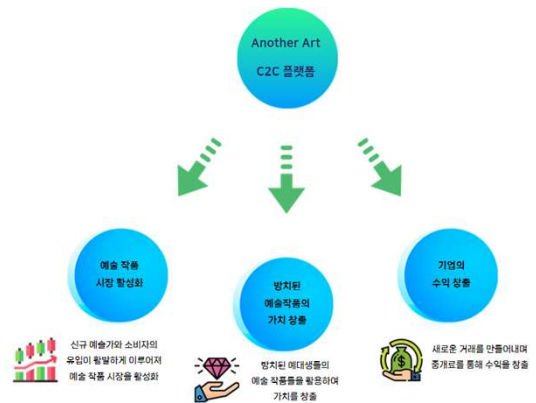 Another Art
C2C 플랫폼
예술 작품
시장 활성화
방치된
예술작품의
가치 창출
기업의
수익 창출
신규 예술가와 소비자의
유입이 활발하게 이루어져
예술 작품 시장을 활성화
방치된 예대생들의
예술 작품들을 활용하여
가치를 창출
새로운 거래를 만들어내며
중개료를 통해 수익을 창출